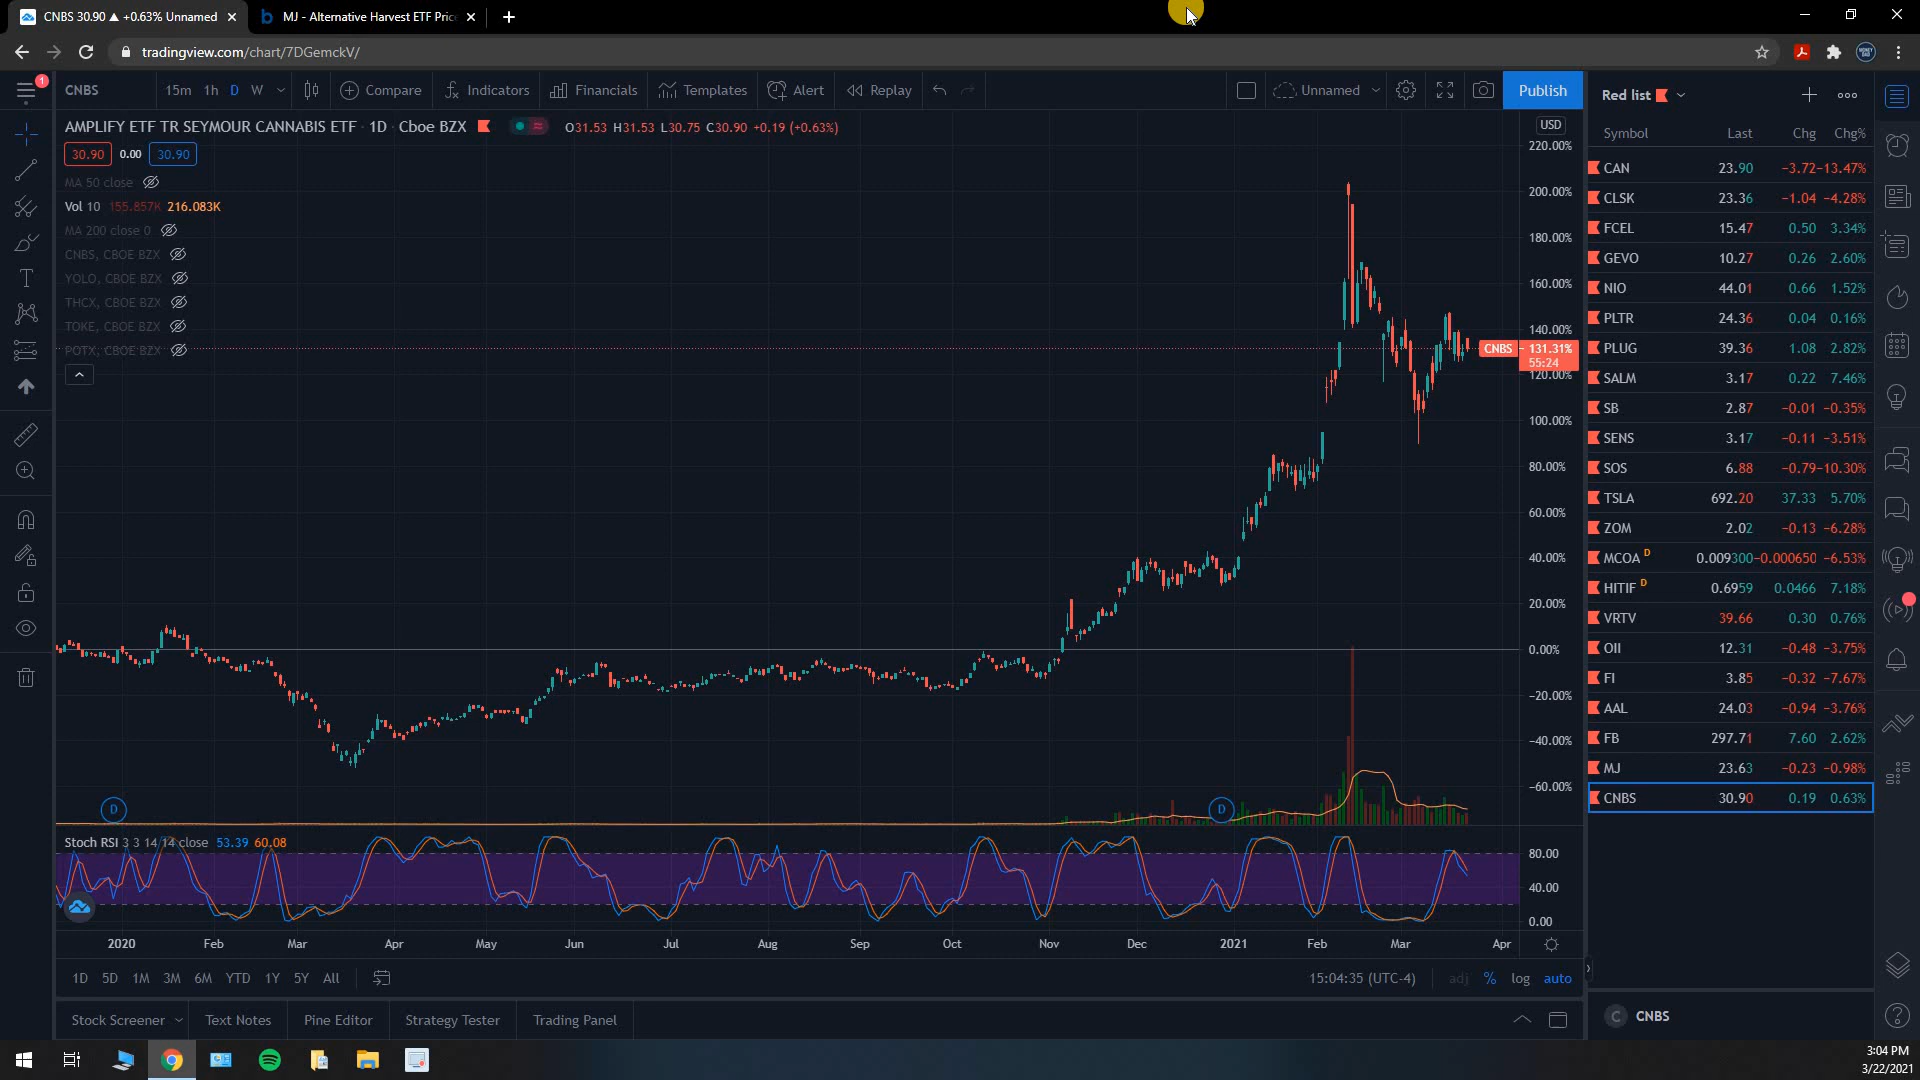 CNBS 30.90 ▲ +0.63% Unnamed
MJ - Alternative Harvest ETF Price
tradingview.com/chart/7DGemckV/
1
CNBS
15m 1h D W
Compare
Indicators
Financials
Templates
Alert
Replay
Unnamed
Publish
Red list
AMPLIFY ETF TR SEYMOUR CANNABIS ETF · 1D · Cboe BZX
O31.53 H31.53 L30.75 C30.90 +0.19 (+0.63%)
30.90 0.00 30.90
MA 50 close
Vol 10 155.857K 216.083K
MA 200 close 0
CNBS, CBOE BZX
YOLO, CBOE BZX
THCX, CBOE BZX
TOKE, CBOE BZX
POTX, CBOE BZX
USD
220.00%
200.00%
180.00%
160.00%
140.00%
CNBS 131.31%
55:24
120.00%
100.00%
80.00%
60.00%
40.00%
20.00%
0.00%
-20.00%
-40.00%
-60.00%
D
D
Stoch RSI 3 3 14 14 close 53.39 60.08
80.00
40.00
0.00
2020 Feb Mar Apr May Jun Jul Aug Sep Oct Nov Dec 2021 Feb Mar Apr
1D 5D 1M 3M 6M YTD 1Y 5Y All
15:04:35 (UTC-4)
adj % log auto
Stock Screener
Text Notes
Pine Editor
Strategy Tester
Trading Panel
Symbol Last Chg Chg%
CAN 23.90 -3.72 -13.47%
CLSK 23.36 -1.04 -4.28%
FCEL 15.47 0.50 3.34%
GEVO 10.27 0.26 2.60%
NIO 44.01 0.66 1.52%
PLTR 24.36 0.04 0.16%
PLUG 39.36 1.08 2.82%
SALM 3.17 0.22 7.46%
SB 2.87 -0.01 -0.35%
SENS 3.17 -0.11 -3.51%
SOS 6.88 -0.79 -10.30%
TSLA 692.20 37.33 5.70%
ZOM 2.02 -0.13 -6.28%
MCOA D 0.009300 -0.000650 -6.53%
HITIF D 0.6959 0.0466 7.18%
VRTV 39.66 0.30 0.76%
OII 12.31 -0.48 -3.75%
FI 3.85 -0.32 -7.67%
AAL 24.03 -0.94 -3.76%
FB 297.71 7.60 2.62%
MJ 23.63 -0.23 -0.98%
CNBS 30.90 0.19 0.63%
C CNBS
3:04 PM
3/22/2021